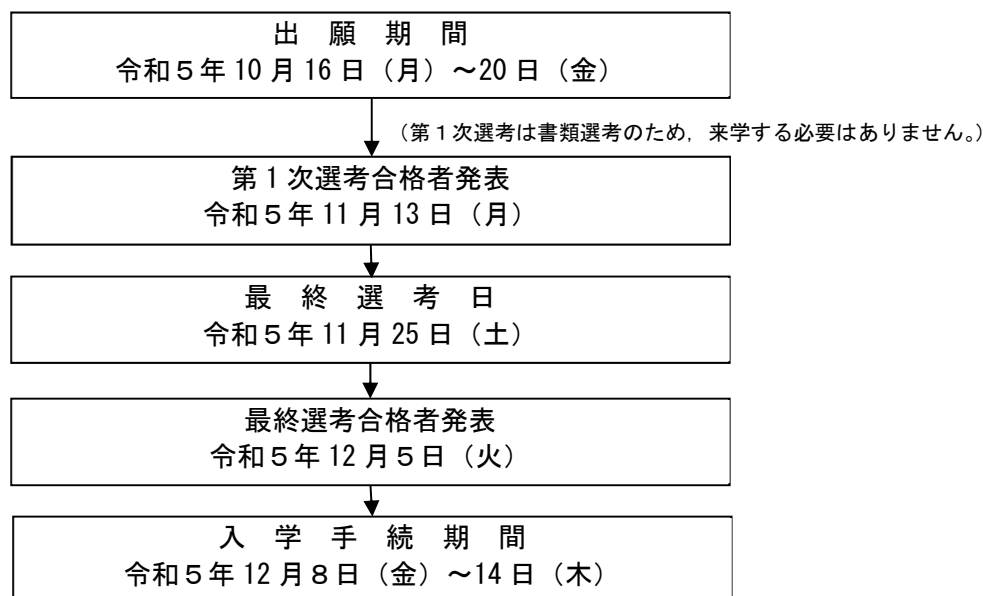 出　願　期　間
令和５年 10 月 16 日（月）～20 日（金）
（第１次選考は書類選考のため，来学する必要はありません。）
第１次選考合格者発表
令和５年 11 月 13 日（月）
最　終　選　考　日
令和５年 11 月 25 日（土）
最終選考合格者発表
令和５年 12 月５日（火）
入　学　手　続　期　間
令和５年 12 月８日（金）～14 日（木）